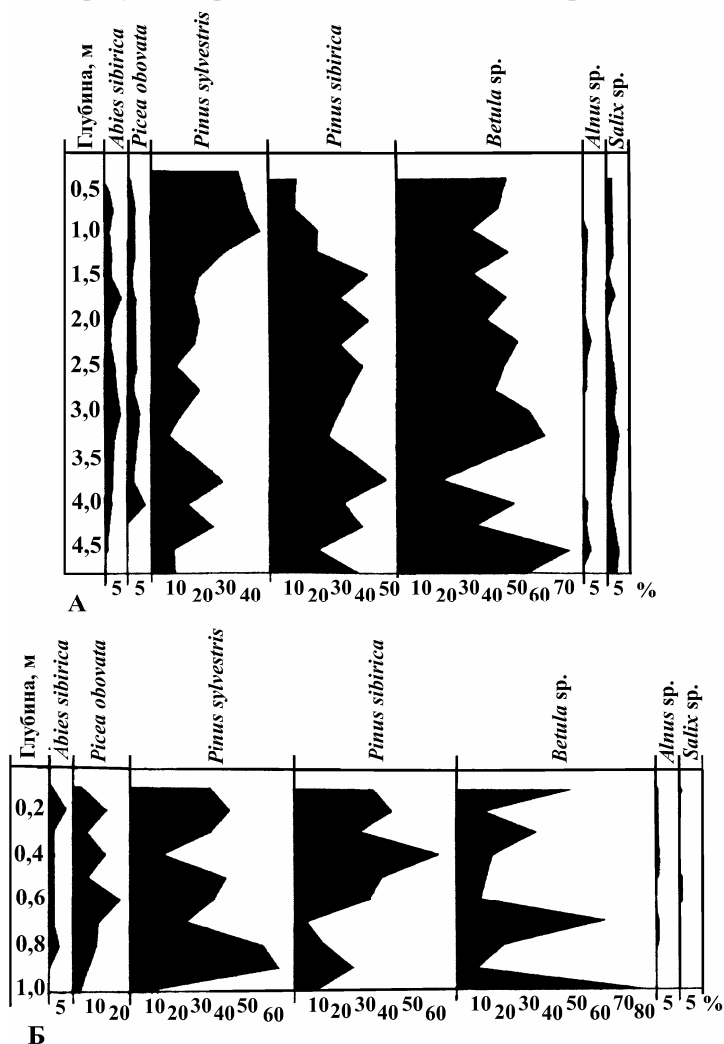 Глубина, м
Abies sibirica
Picea obovata
Pinus sylvestris
Pinus sibirica
Betula sp.
Alnus sp.
Salix sp.
0,5
1,0
1,5
2,0
2,5
3,0
3,5
4,0
4,5
5 5 10 20 30 40 10 20 30 40 50 10 20 30 40 50 60 70 5 5 %
А
Глубина, м
Abies sibirica
Picea obovata
Pinus sylvestris
Pinus sibirica
Betula sp.
Alnus sp.
Salix sp.
0,2
0,4
0,6
0,8
1,0
5 10 20 10 20 30 40 50 60 10 20 30 40 50 60 10 20 30 40 50 60 70 80 5 5 %
Б